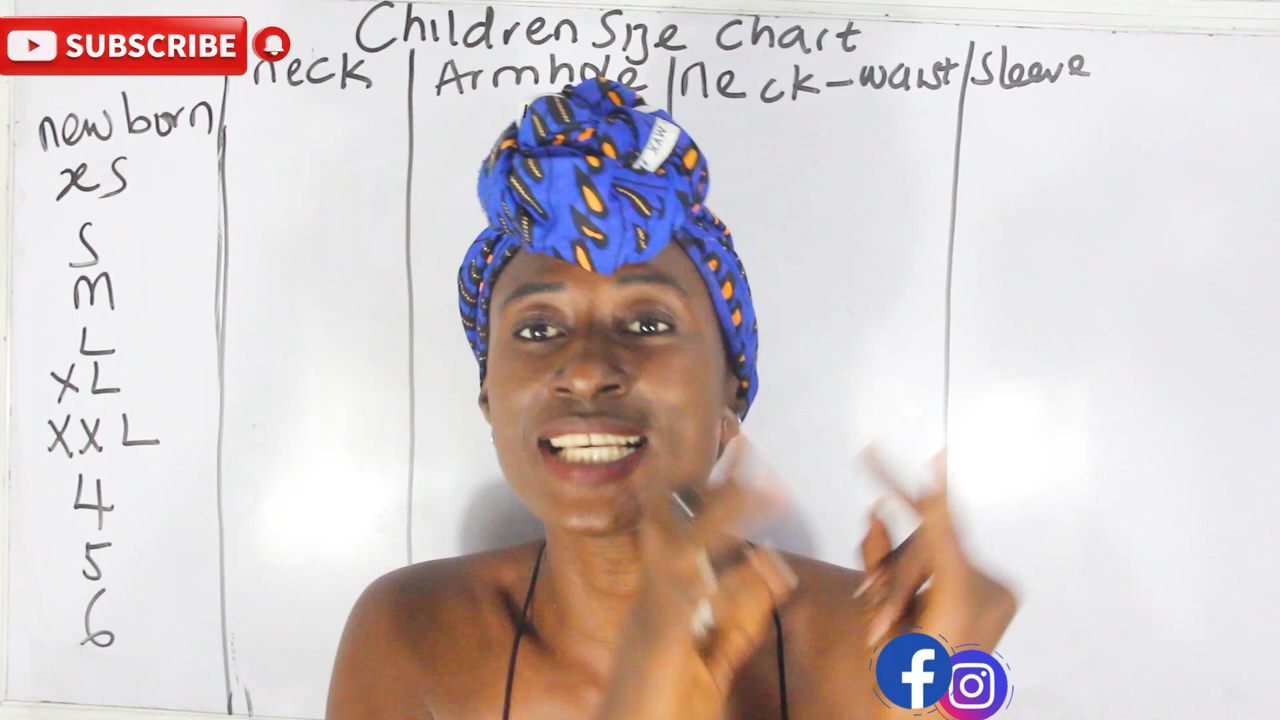 SUBSCRIBE
Children Size chart
neck Armhole neck-waist Sleeve
newborn
xS
S
M
L
XL
XXL
4
5
6